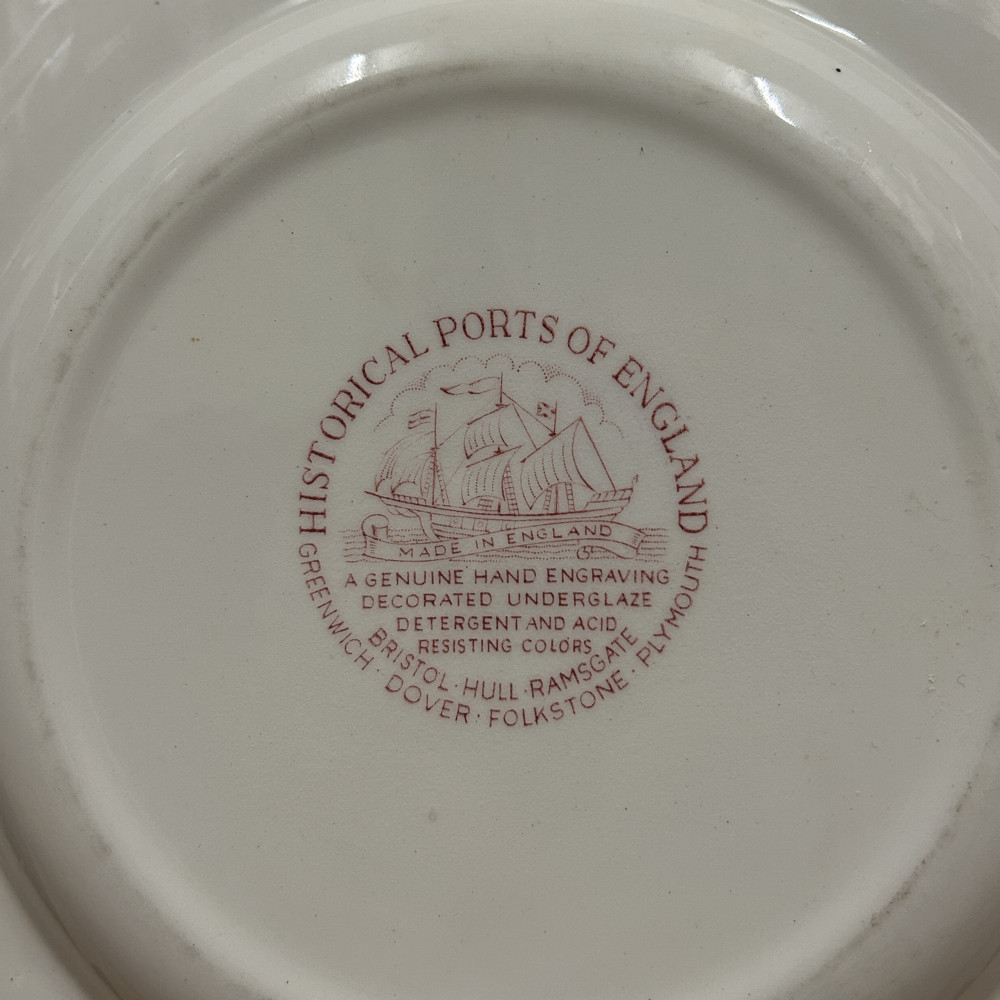 HISTORICAL PORTS OF ENGLAND
MADE IN ENGLAND
A GENUINE HAND ENGRAVING
DECORATED UNDERGLAZE
DETERGENT AND ACID
RESISTING COLORS
BRISTOL · HULL · RAMSGATE
GREENWICH · DOVER · FOLKSTONE · PLYMOUTH